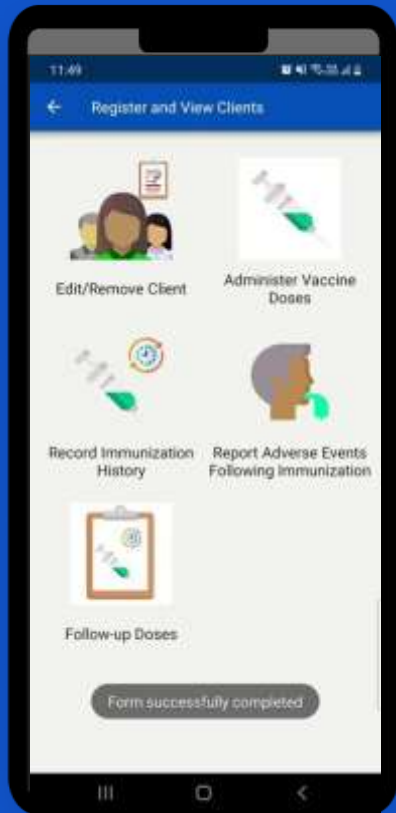 11:49
Register and View Clients
Edit/Remove Client
Administer Vaccine
Doses
Record Immunization
History
Report Adverse Events
Following Immunization
Follow-up Doses
Form successfully completed